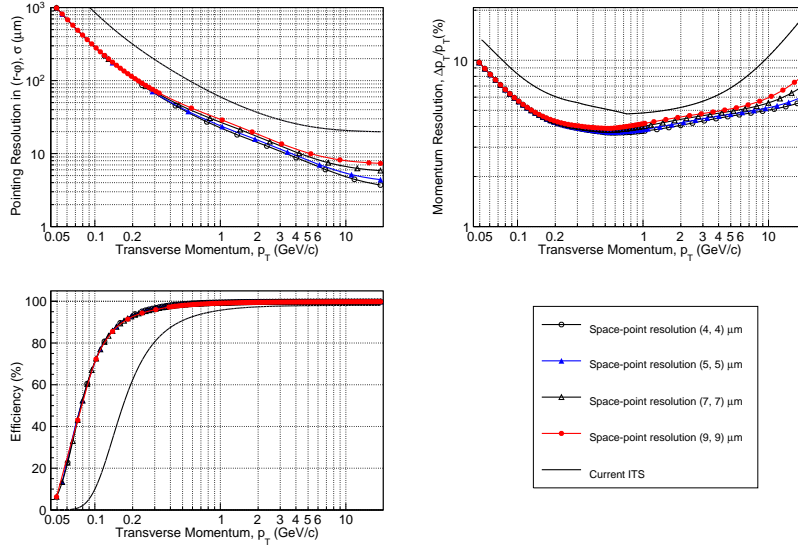 Pointing Resolution in (r-φ), σ (μm)
10³
10²
10
1
0.05 0.1 0.2 1 2 3 4 5 6 10
Transverse Momentum, p_T (GeV/c)
Momentum Resolution, Δp_T/p_T(%)
10
1
0.05 0.1 0.2 1.0 2 3 4 5 6 10
Transverse Momentum, p_T (GeV/c)
Efficiency (%)
100
80
60
40
20
0
0.05 0.1 0.2 1.0 2 3 4 5 6 10
Transverse Momentum, p_T (GeV/c)
Space-point resolution (4, 4) μm
Space-point resolution (5, 5) μm
Space-point resolution (7, 7) μm
Space-point resolution (9, 9) μm
Current ITS